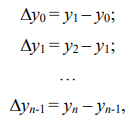 Δy₀ = y₁ – y₀;
Δy₁ = y₂ – y₁;
...
Δyₙ₋₁ = yₙ – yₙ₋₁,